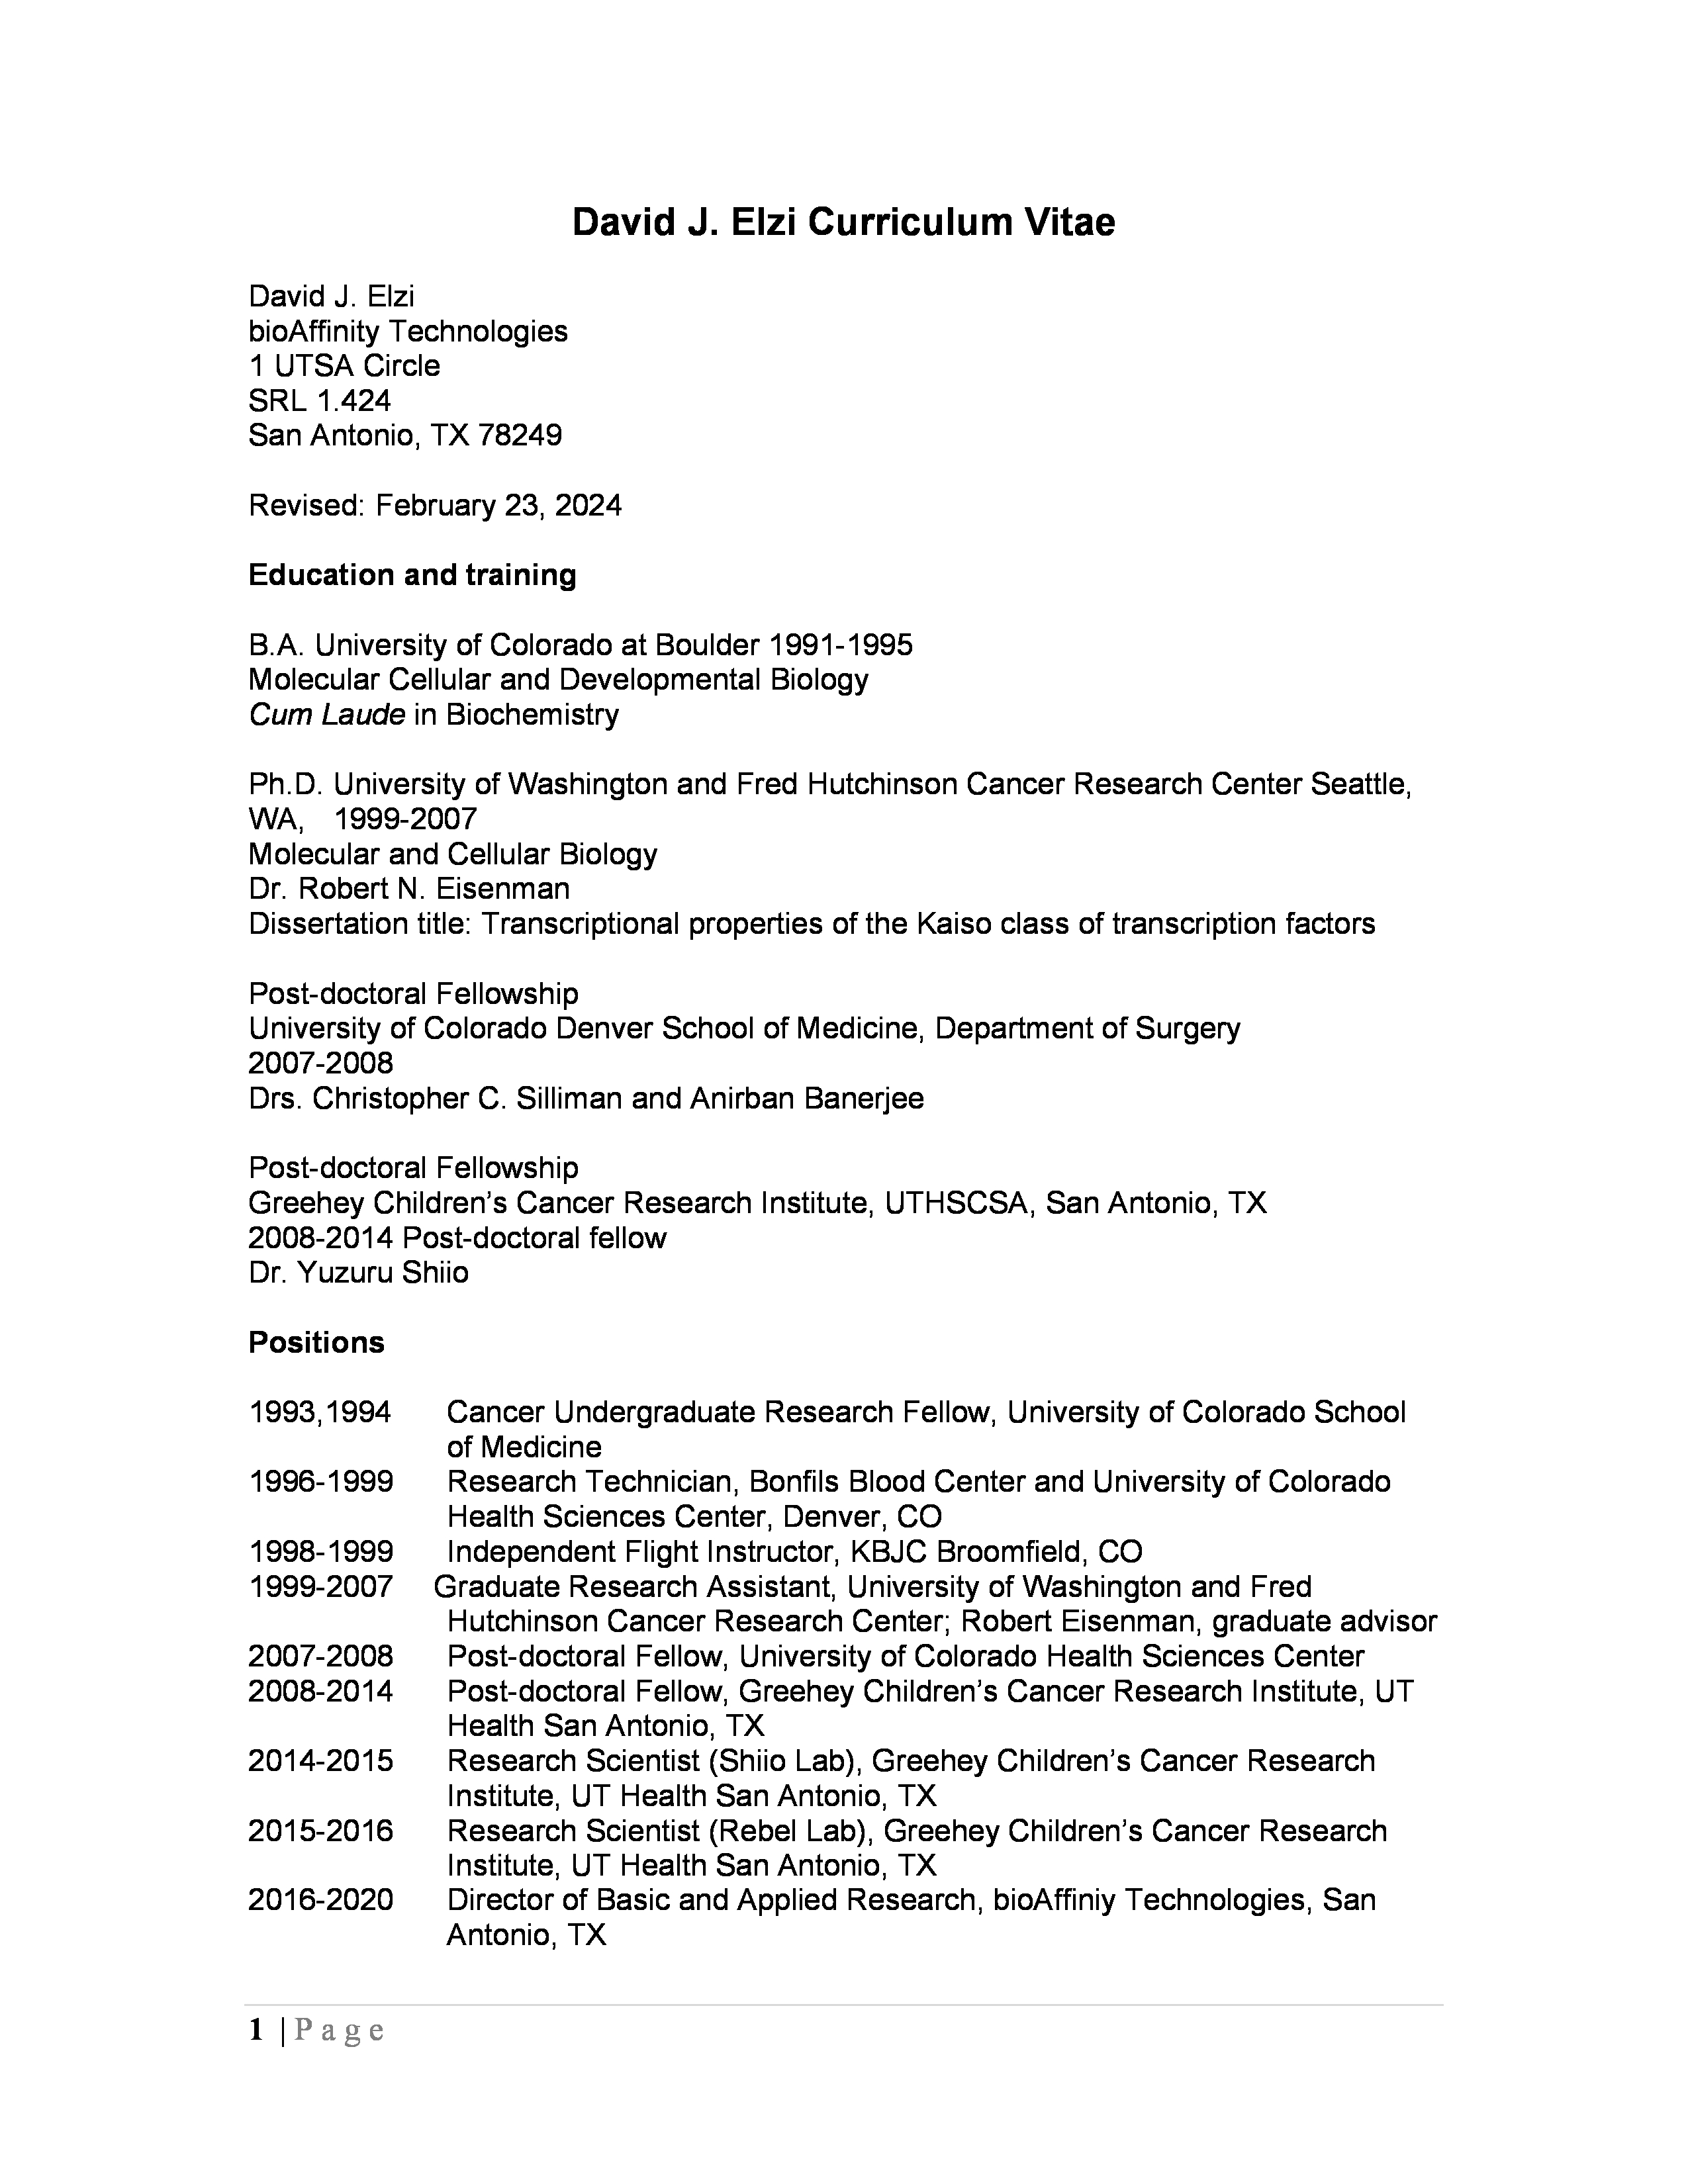 David J. Elzi Curriculum Vitae
David J. Elzi
bioAffinity Technologies
1 UTSA Circle
SRL 1.424
San Antonio, TX 78249
Revised: February 23, 2024
Education and training
B.A. University of Colorado at Boulder 1991-1995
Molecular Cellular and Developmental Biology
Cum Laude in Biochemistry
Ph.D. University of Washington and Fred Hutchinson Cancer Research Center Seattle,
WA, 1999-2007
Molecular and Cellular Biology
Dr. Robert N. Eisenman
Dissertation title: Transcriptional properties of the Kaiso class of transcription factors
Post-doctoral Fellowship
University of Colorado Denver School of Medicine, Department of Surgery
2007-2008
Drs. Christopher C. Silliman and Anirban Banerjee
Post-doctoral Fellowship
Greehey Children’s Cancer Research Institute, UTHSCSA, San Antonio, TX
2008-2014 Post-doctoral fellow
Dr. Yuzuru Shiio
Positions
1993,1994 Cancer Undergraduate Research Fellow, University of Colorado School
of Medicine
1996-1999 Research Technician, Bonfils Blood Center and University of Colorado
Health Sciences Center, Denver, CO
1998-1999 Independent Flight Instructor, KBJC Broomfield, CO
1999-2007 Graduate Research Assistant, University of Washington and Fred
Hutchinson Cancer Research Center; Robert Eisenman, graduate advisor
2007-2008 Post-doctoral Fellow, University of Colorado Health Sciences Center
2008-2014 Post-doctoral Fellow, Greehey Children’s Cancer Research Institute, UT
Health San Antonio, TX
2014-2015 Research Scientist (Shiio Lab), Greehey Children’s Cancer Research
Institute, UT Health San Antonio, TX
2015-2016 Research Scientist (Rebel Lab), Greehey Children’s Cancer Research
Institute, UT Health San Antonio, TX
2016-2020 Director of Basic and Applied Research, bioAffiniy Technologies, San
Antonio, TX
1 | Page